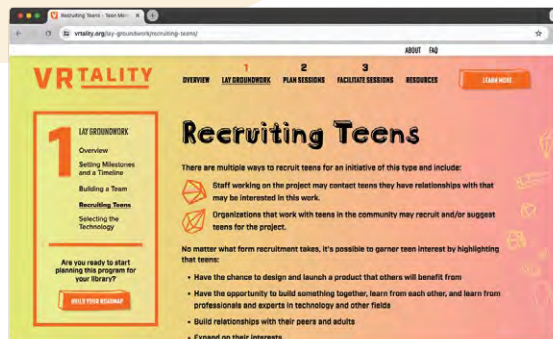 Recruiting Teens - Teen Men
vrtality.org/lay-groundwork/recruiting-teens/
ABOUT FAQ
VRTALITY
OVERVIEW
1
LAY GROUNDWORK
2
PLAN SESSIONS
3
FACILITATE SESSIONS
RESOURCES
LEARN MORE
1
LAY GROUNDWORK
Overview
Setting Milestones
and a Timeline
Building a Team
Recruiting Teens
Selecting the
Technology
Are you ready to start
planning this program for
your library?
BUILD YOUR ROADMAP
Recruiting Teens
There are multiple ways to recruit teens for an initiative of this type and include:
Staff working on the project may contact teens they have relationships with that
may be interested in this work.
Organizations that work with teens in the community may recruit and/or suggest
teens for the project.
No matter what form recruitment takes, it's possible to garner teen interest by highlighting
that teens:
• Have the chance to design and launch a product that others will benefit from
• Have the opportunity to build something together, learn from each other, and learn from
professionals and experts in technology and other fields
• Build relationships with their peers and adults
• Expand on their interests